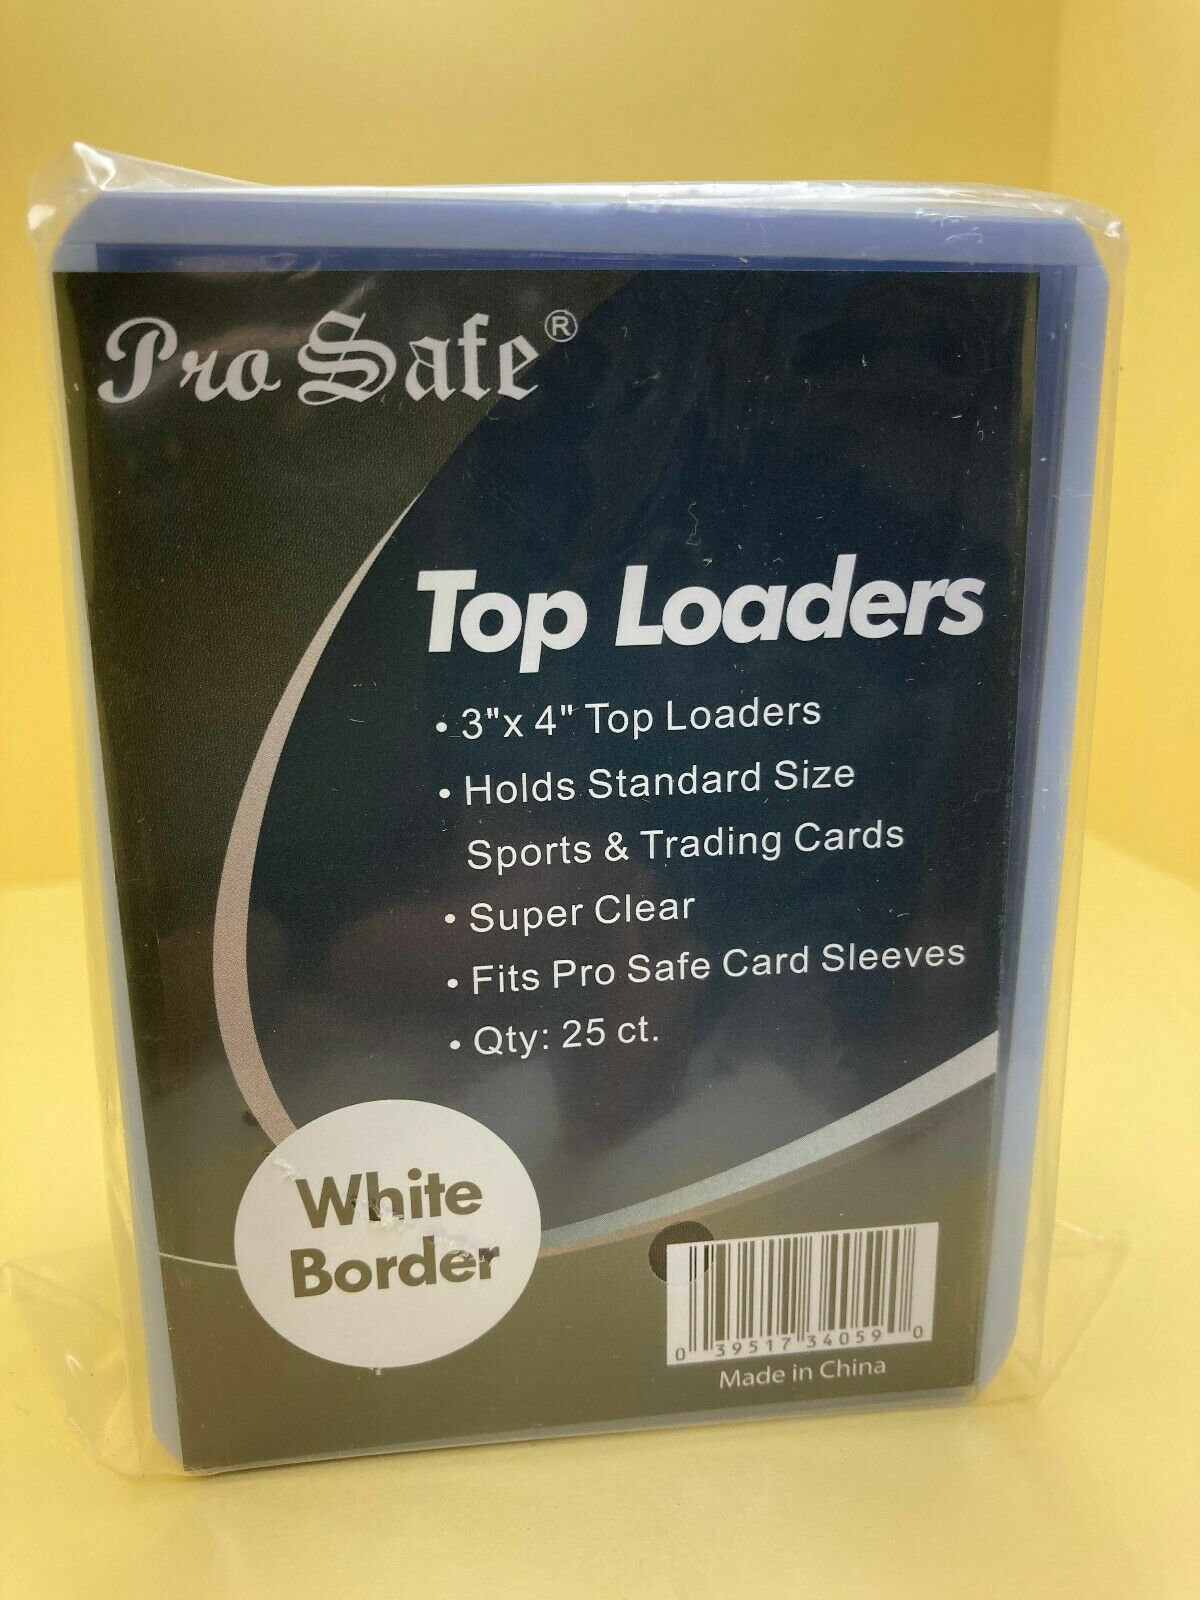 Pro Safe®
Top Loaders
• 3"x 4" Top Loaders
• Holds Standard Size
Sports & Trading Cards
• Super Clear
• Fits Pro Safe Card Sleeves
• Qty: 25 ct.
White
Border
0 39517 34059 0
Made in China